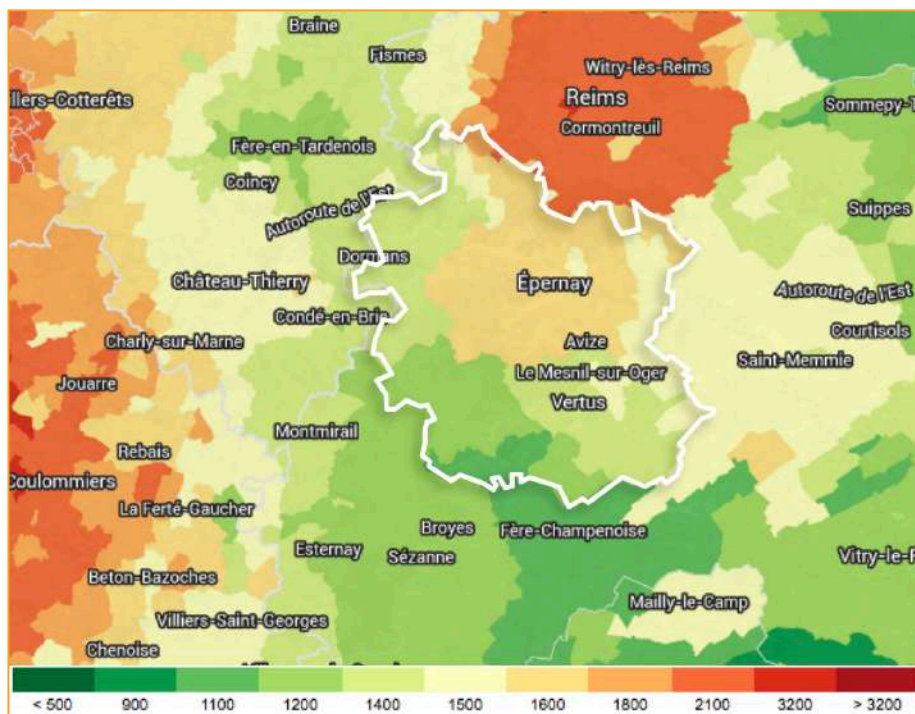 Braine
Fismes
Witry-lès-Reims
illers-Cotterêts
Reims
Sommepy-T
Cormontreuil
Fère-en-Tardenois
Coincy
Autoroute de l'Est
Suippes
Dormans
Château-Thierry
Épernay
Autoroute de l'Est
Condé-en-Brie
Courtisols
Charly-sur-Marne
Avize
Saint-Memmie
Le Mesnil-sur-Oger
Jouarre
Vertus
Montmirail
Rebais
Coulommiers
La Ferté-Gaucher
Broyes
Fère-Champenoise
Esternay
Sézanne
Vitry-le-F
Beton-Bazoches
Mailly-le-Camp
Villiers-Saint-Georges
Chenoise
< 500 900 1100 1200 1400 1500 1600 1800 2100 3200 > 3200